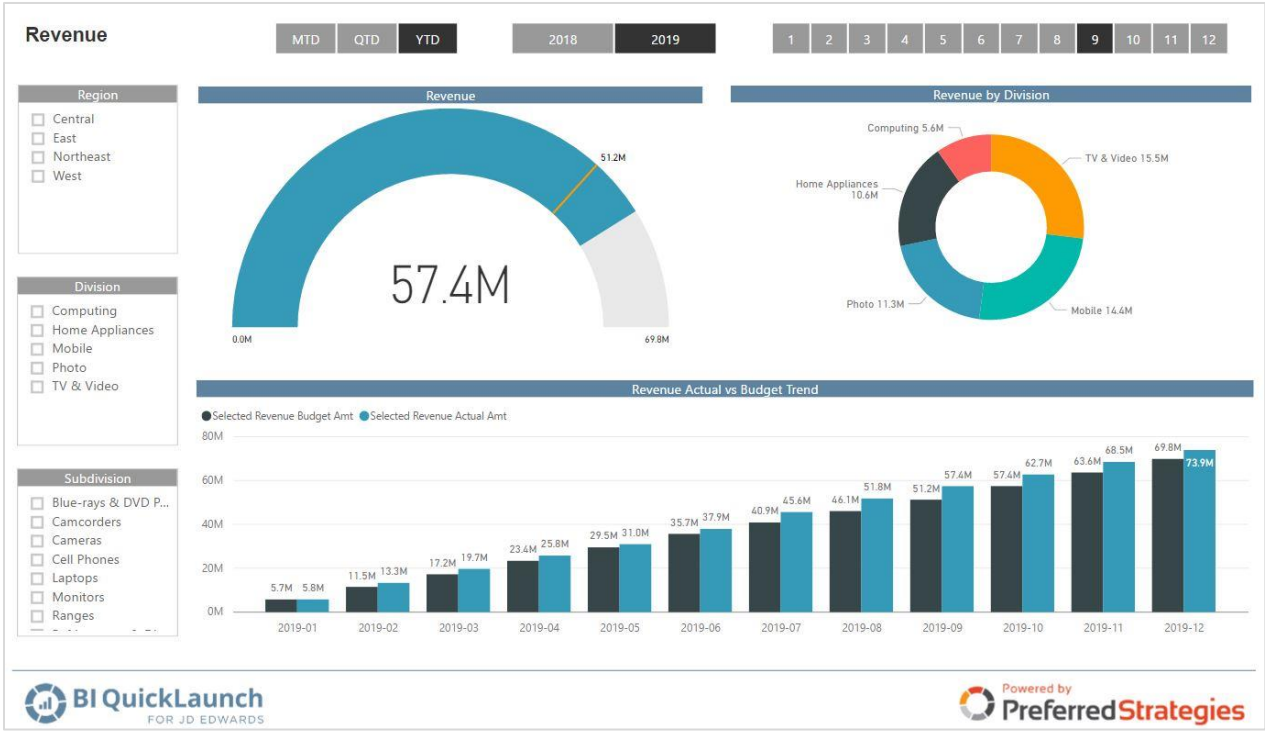 Revenue
MTD QTD YTD
2018 2019
1 2 3 4 5 6 7 8 9 10 11 12
Region
Central
East
Northeast
West
Division
Computing
Home Appliances
Mobile
Photo
TV & Video
Subdivision
Blue-rays & DVD P...
Camcorders
Cameras
Cell Phones
Laptops
Monitors
Ranges
Revenue
51.2M
57.4M
0.0M
69.8M
Revenue by Division
Computing 5.6M
TV & Video 15.5M
Home Appliances
10.6M
Photo 11.3M
Mobile 14.4M
Revenue Actual vs Budget Trend
Selected Revenue Budget Amt Selected Revenue Actual Amt
80M
60M
40M
20M
0M
5.7M 5.8M
11.5M 13.3M
17.2M 19.7M
23.4M 25.8M
29.5M 31.0M
35.7M 37.9M
40.9M 45.6M
46.1M 51.8M
51.2M 57.4M
57.4M 62.7M
63.6M 68.5M
69.8M 73.9M
2019-01 2019-02 2019-03 2019-04 2019-05 2019-06 2019-07 2019-08 2019-09 2019-10 2019-11 2019-12
BI QuickLaunch
FOR JD EDWARDS
Powered by
PreferredStrategies